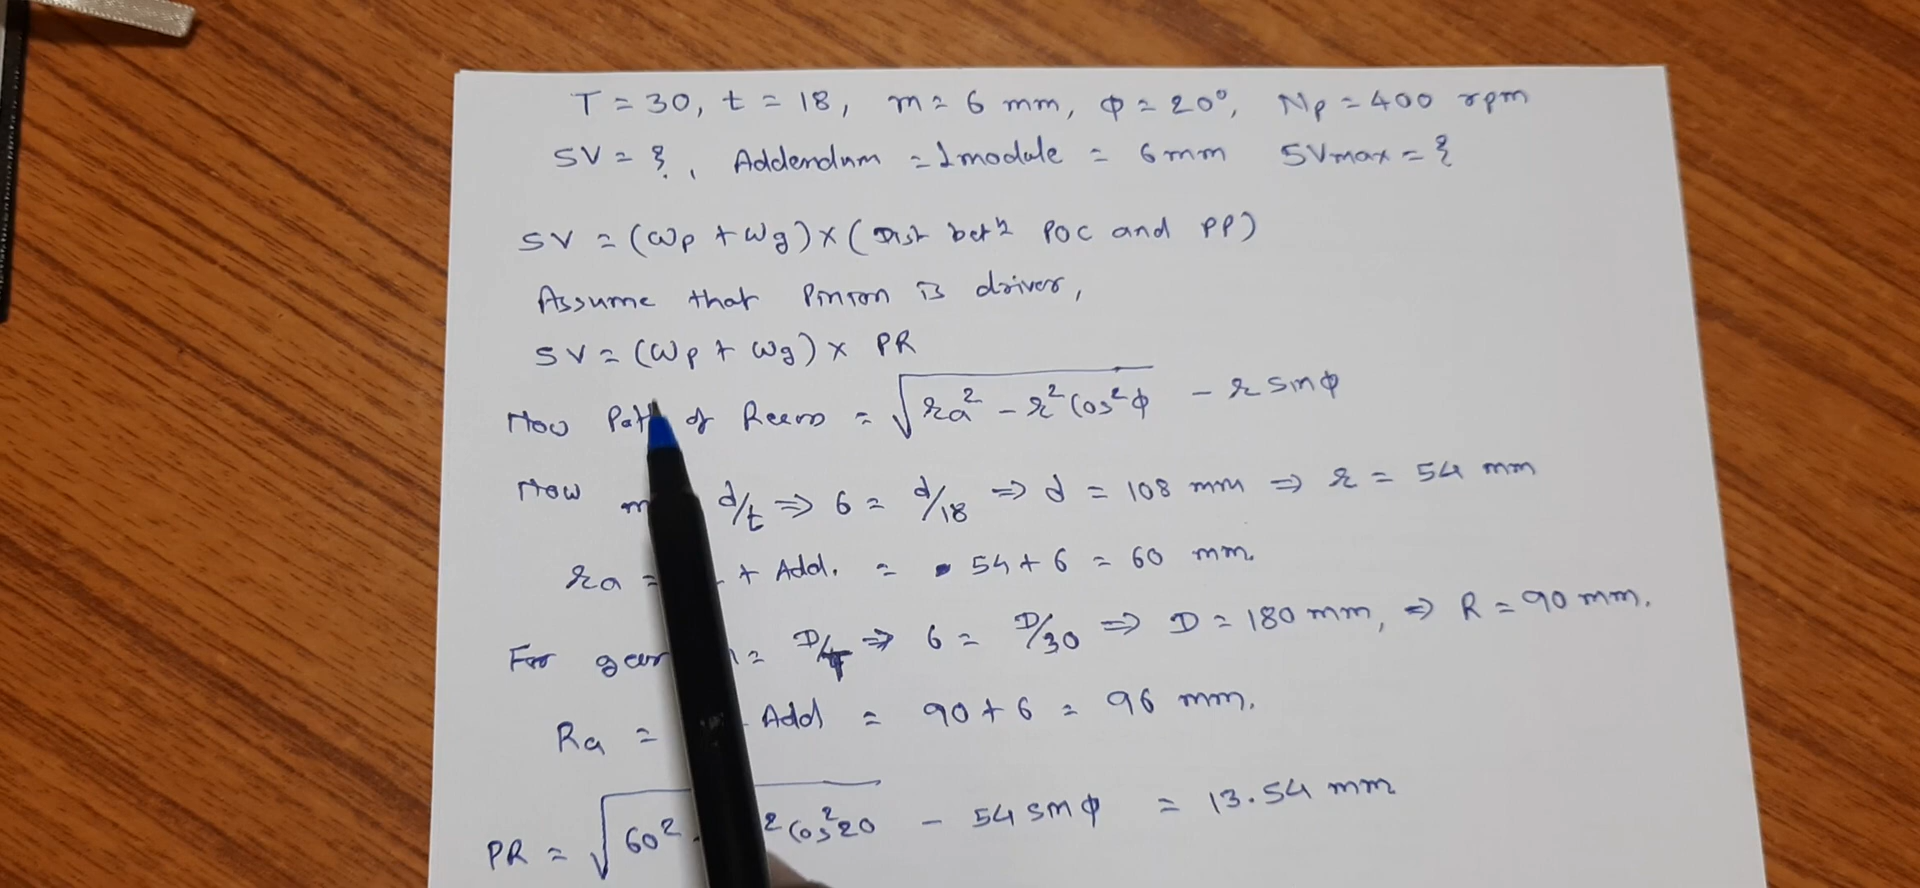 T = 30, t = 18, m = 6 mm, φ = 20°, Np = 400 rpm
SV = ?, Addendum = 1 module = 6 mm SVmax = ?
SV = (ωp + ωg) × (Dist betn POC and PP)
Assume that Pinion is driver,
SV = (ωp + ωg) × PR
Now Path of Recess = √(ra² - r² Cos²φ) - r sinφ
Now m d/t ⇒ 6 = d/18 ⇒ d = 108 mm ⇒ r = 54 mm
ra = + Add. = 54 + 6 = 60 mm.
For gear = D/T ⇒ 6 = D/30 ⇒ D = 180 mm, ⇒ R = 90 mm.
Ra = Add = 90 + 6 = 96 mm.
PR = √(60² ² Cos²20) - 54 sin φ = 13.54 mm